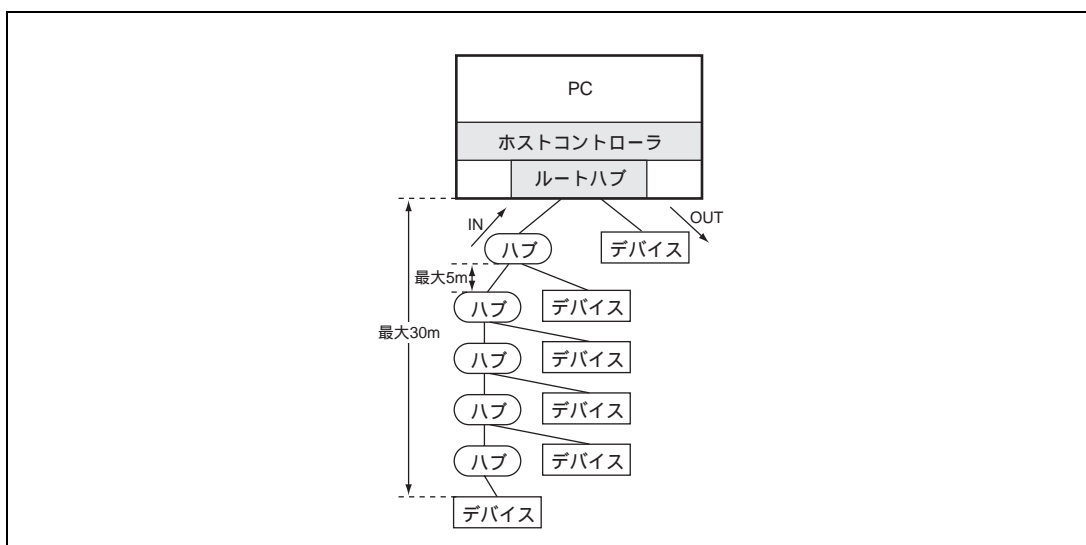 PC
ホストコントローラ
ルートハブ
IN
OUT
ハブ
デバイス
最大5m
ハブ
デバイス
最大30m
ハブ
デバイス
ハブ
デバイス
ハブ
デバイス
デバイス